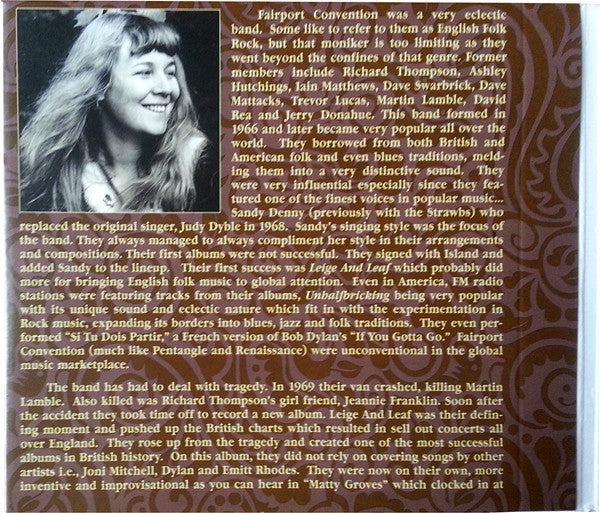 Fairport Convention was a very eclectic
band. Some like to refer to them as English Folk
Rock, but that moniker is too limiting as they
went beyond the confines of that genre. Former
members include Richard Thompson, Ashley
Hutchings, Iain Matthews, Dave Swarbrick, Dave
Mattacks, Trevor Lucas, Martin Lamble, David
Rea and Jerry Donahue. This band formed in
1966 and later became very popular all over the
world. They borrowed from both British and
American folk and even blues traditions, meld-
ing them into a very distinctive sound. They
were very influential especially since they fea-
tured one of the finest voices in popular music...
Sandy Denny (previously with the Strawbs) who
replaced the original singer, Judy Dyble in 1968. Sandy's singing style was the focus of
the band. They always managed to always compliment her style in their arrangements
and compositions. Their first albums were not successful. They signed with Island and
added Sandy to the lineup. Their first success was Leige And Leaf which probably did
more for bringing English folk music to global attention. Even in America, FM radio
stations were featuring tracks from their albums, Unhalfbricking being very popular
with its unique sound and eclectic nature which fit in with the experimentation in
Rock music, expanding its borders into blues, jazz and folk traditions. They even per-
formed "Si Tu Dois Partir," a French version of Bob Dylan's "If You Gotta Go." Fairport
Convention (much like Pentangle and Renaissance) were unconventional in the global
music marketplace.
The band has had to deal with tragedy. In 1969 their van crashed, killing Martin
Lamble. Also killed was Richard Thompson's girl friend, Jeannie Franklin. Soon after
the accident they took time off to record a new album. Leige And Leaf was their defin-
ing moment and pushed up the British charts which resulted in sell out concerts all
over England. They rose up from the tragedy and created one of the most successful
albums in British history. On this album, they did not rely on covering songs by other
artists i.e., Joni Mitchell, Dylan and Emitt Rhodes. They were now on their own, more
inventive and improvisational as you can hear in "Matty Groves" which clocked in at